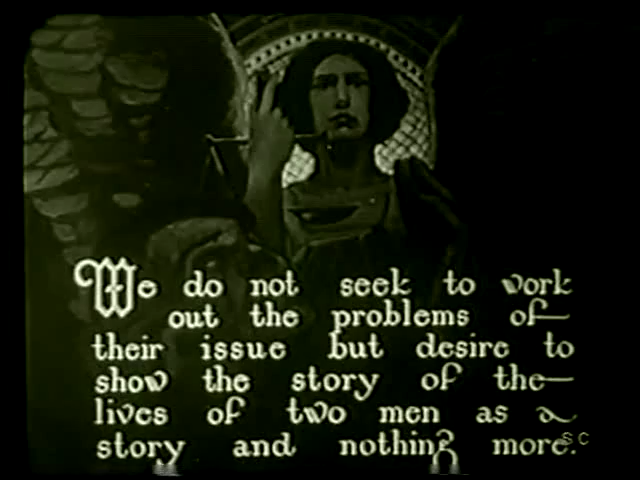 We do not seek to work
out the problems of
their issue but desire to
show the story of the
lives of two men as a
story and nothing more.
SC